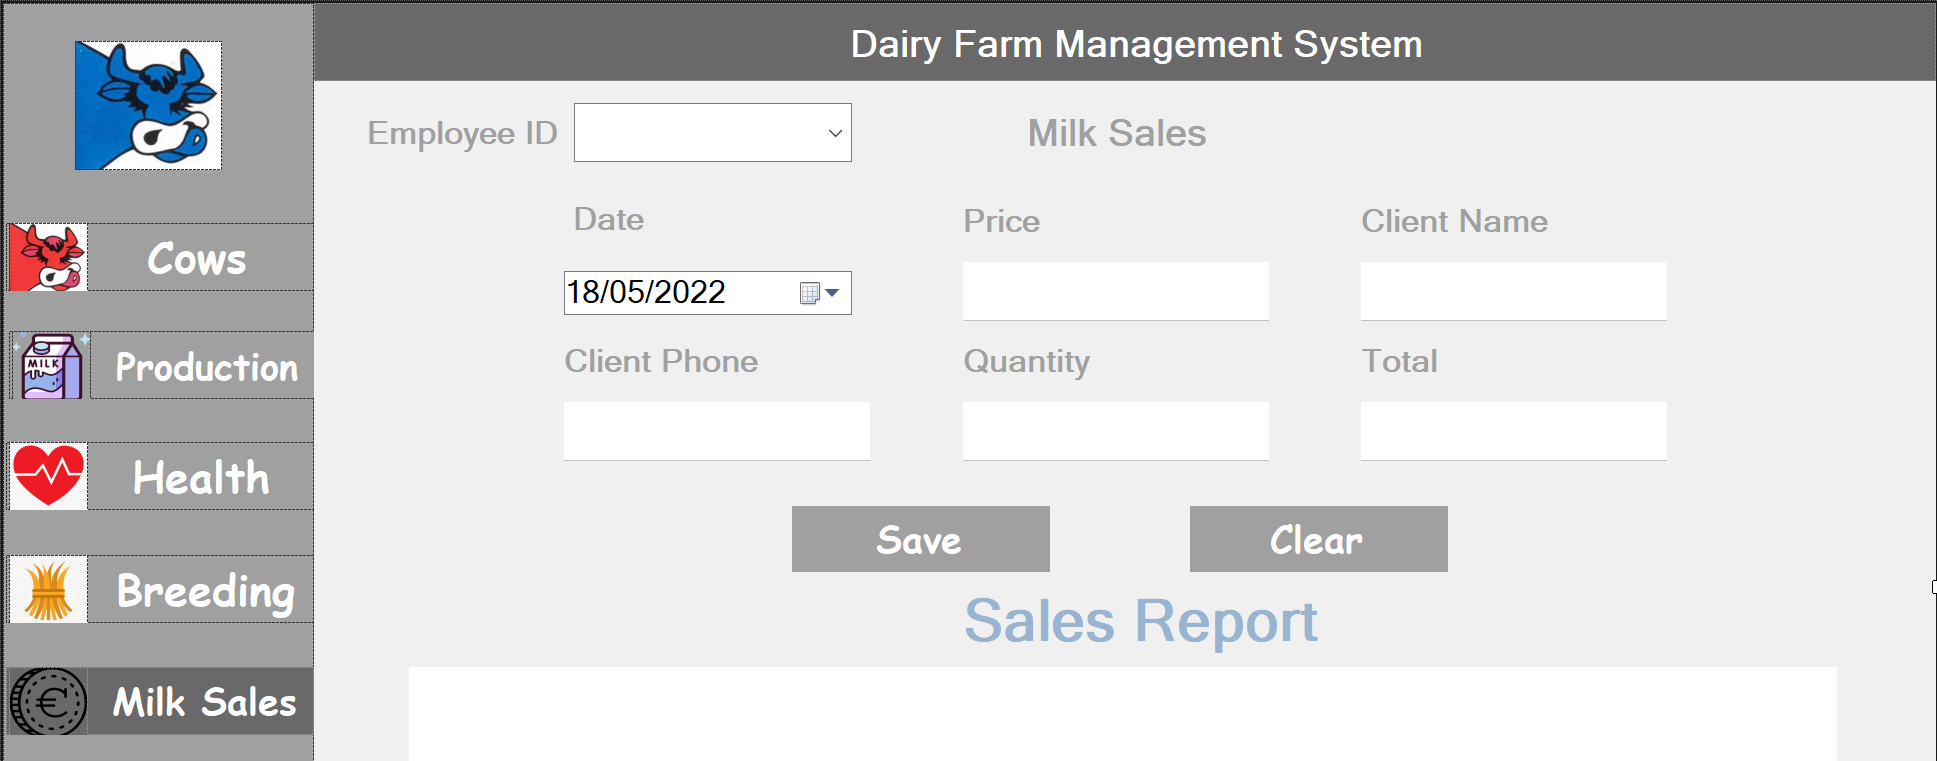 Dairy Farm Management System
Employee ID
Milk Sales
Date
Price
Client Name
18/05/2022
Client Phone
Quantity
Total
Save
Clear
Sales Report
Cows
MILK
Production
Health
Breeding
€
Milk Sales